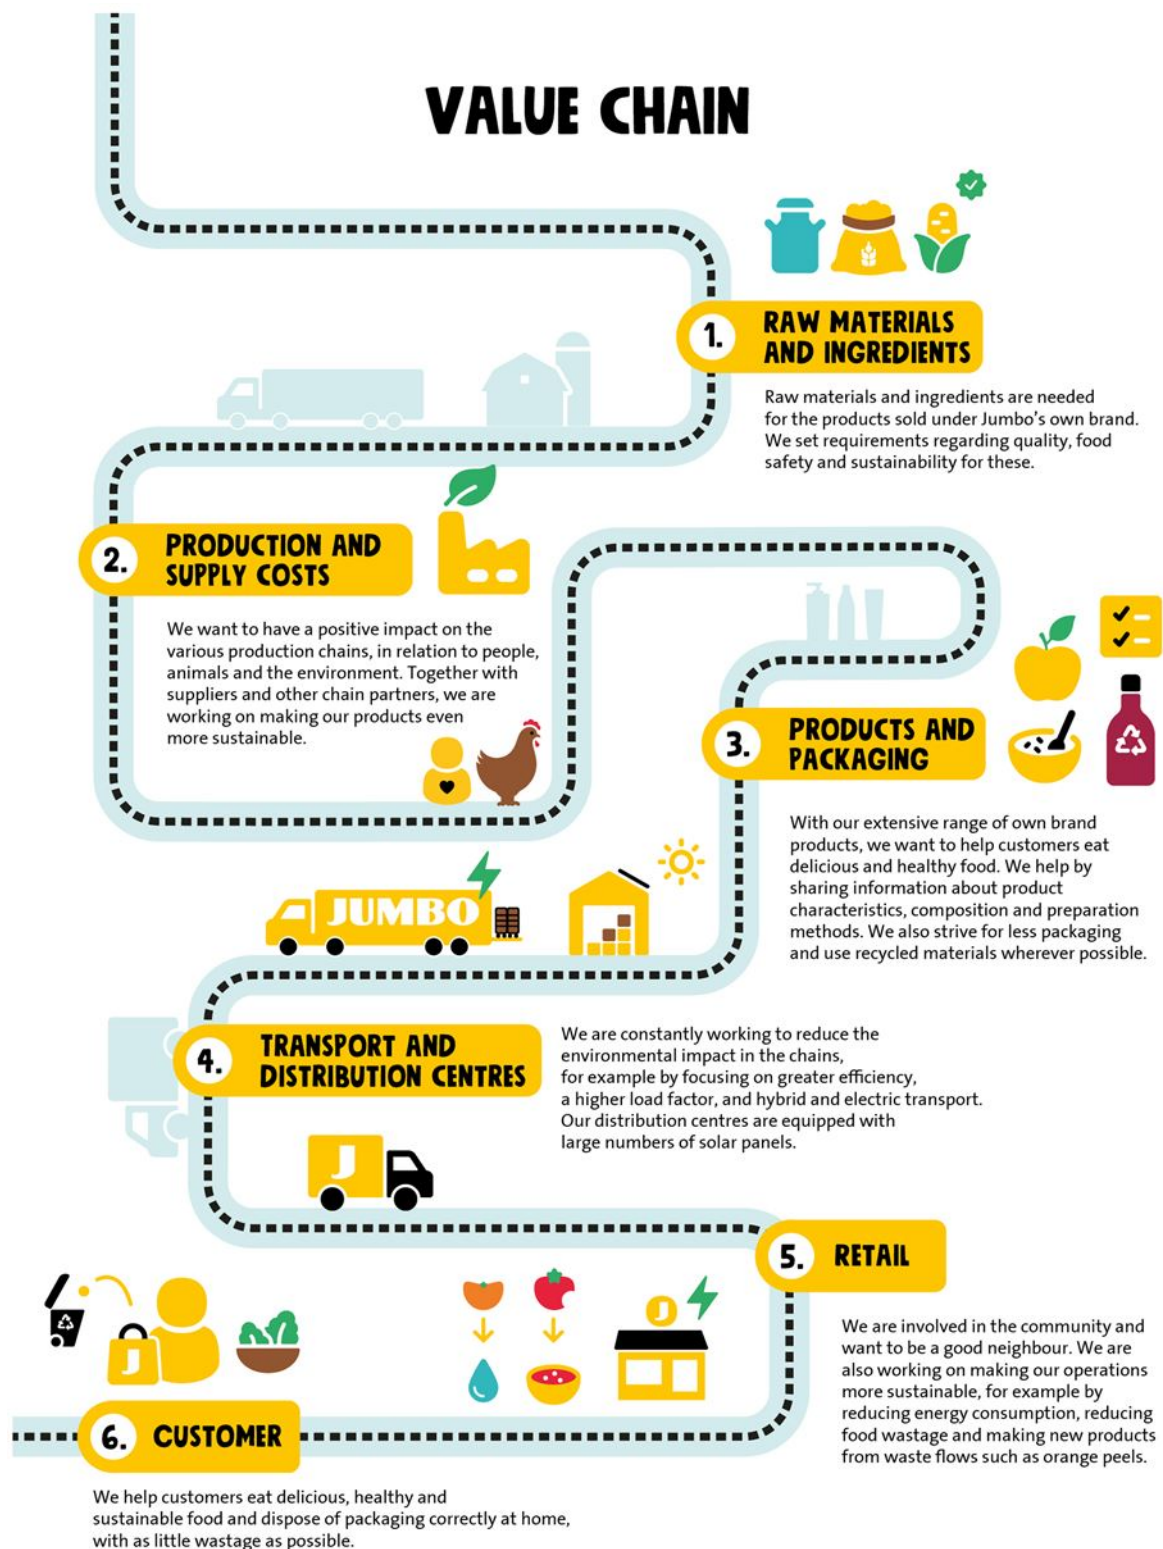 VALUE CHAIN
1.
RAW MATERIALS
AND INGREDIENTS
Raw materials and ingredients are needed
for the products sold under Jumbo's own brand.
We set requirements regarding quality, food
safety and sustainability for these.
2.
PRODUCTION AND
SUPPLY COSTS
We want to have a positive impact on the
various production chains, in relation to people,
animals and the environment. Together with
suppliers and other chain partners, we are
working on making our products even
more sustainable.
3.
PRODUCTS AND
PACKAGING
With our extensive range of own brand
products, we want to help customers eat
delicious and healthy food. We help by
sharing information about product
characteristics, composition and preparation
methods. We also strive for less packaging
and use recycled materials wherever possible.
JUMBO
4.
TRANSPORT AND
DISTRIBUTION CENTRES
We are constantly working to reduce the
environmental impact in the chains,
for example by focusing on greater efficiency,
a higher load factor, and hybrid and electric transport.
Our distribution centres are equipped with
large numbers of solar panels.
J
5.
RETAIL
We are involved in the community and
want to be a good neighbour. We are
also working on making our operations
more sustainable, for example by
reducing energy consumption, reducing
food wastage and making new products
from waste flows such as orange peels.
J
J
6.
CUSTOMER
We help customers eat delicious, healthy and
sustainable food and dispose of packaging correctly at home,
with as little wastage as possible.